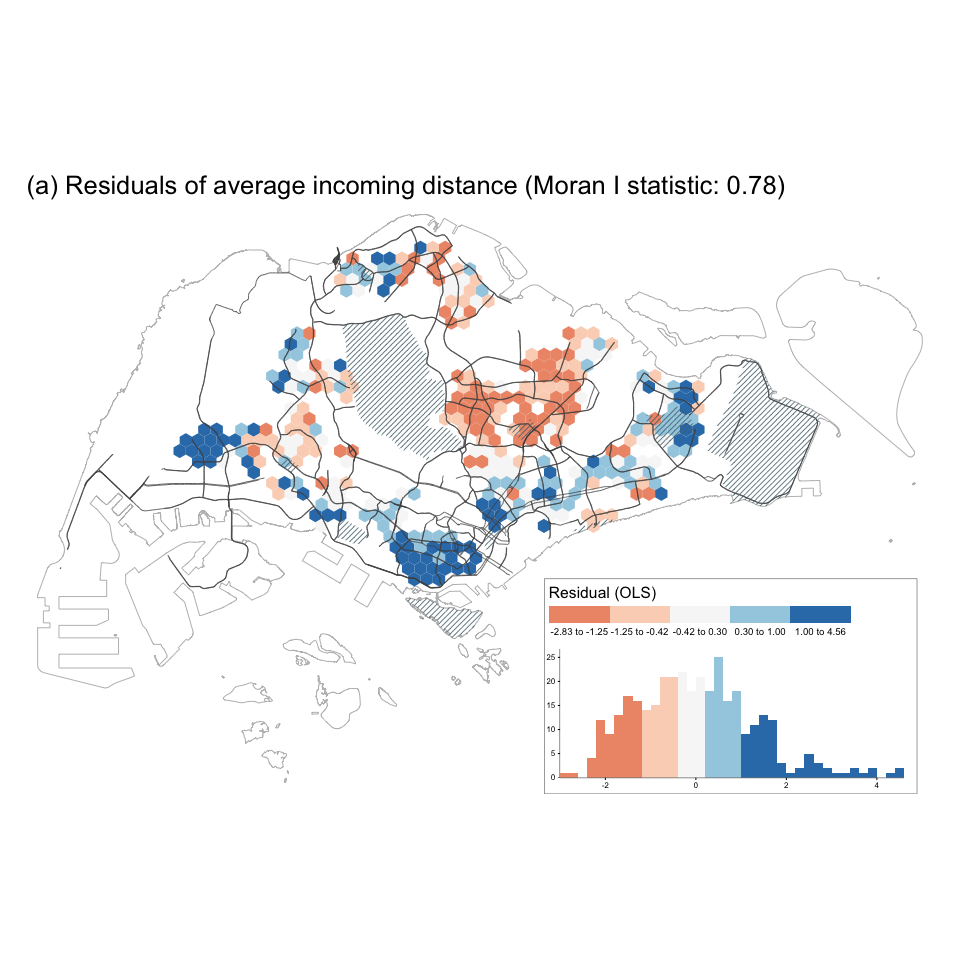 (a) Residuals of average incoming distance (Moran I statistic: 0.78)
Residual (OLS)
-2.83 to -1.25 -1.25 to -0.42 -0.42 to 0.30 0.30 to 1.00 1.00 to 4.56
25
20
15
10
5
0
-2 0 2 4